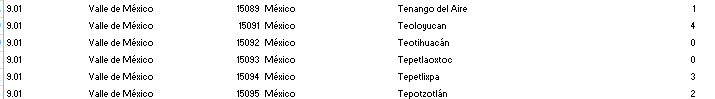 9.01 Valle de México 15089 México Tenango del Aire 1
9.01 Valle de México 15091 México Teoloyucan 4
9.01 Valle de México 15092 México Teotihuacán 0
9.01 Valle de México 15093 México Tepetlaoxtoc 0
9.01 Valle de México 15094 México Tepetlixpa 3
9.01 Valle de México 15095 México Tepotzotlán 2